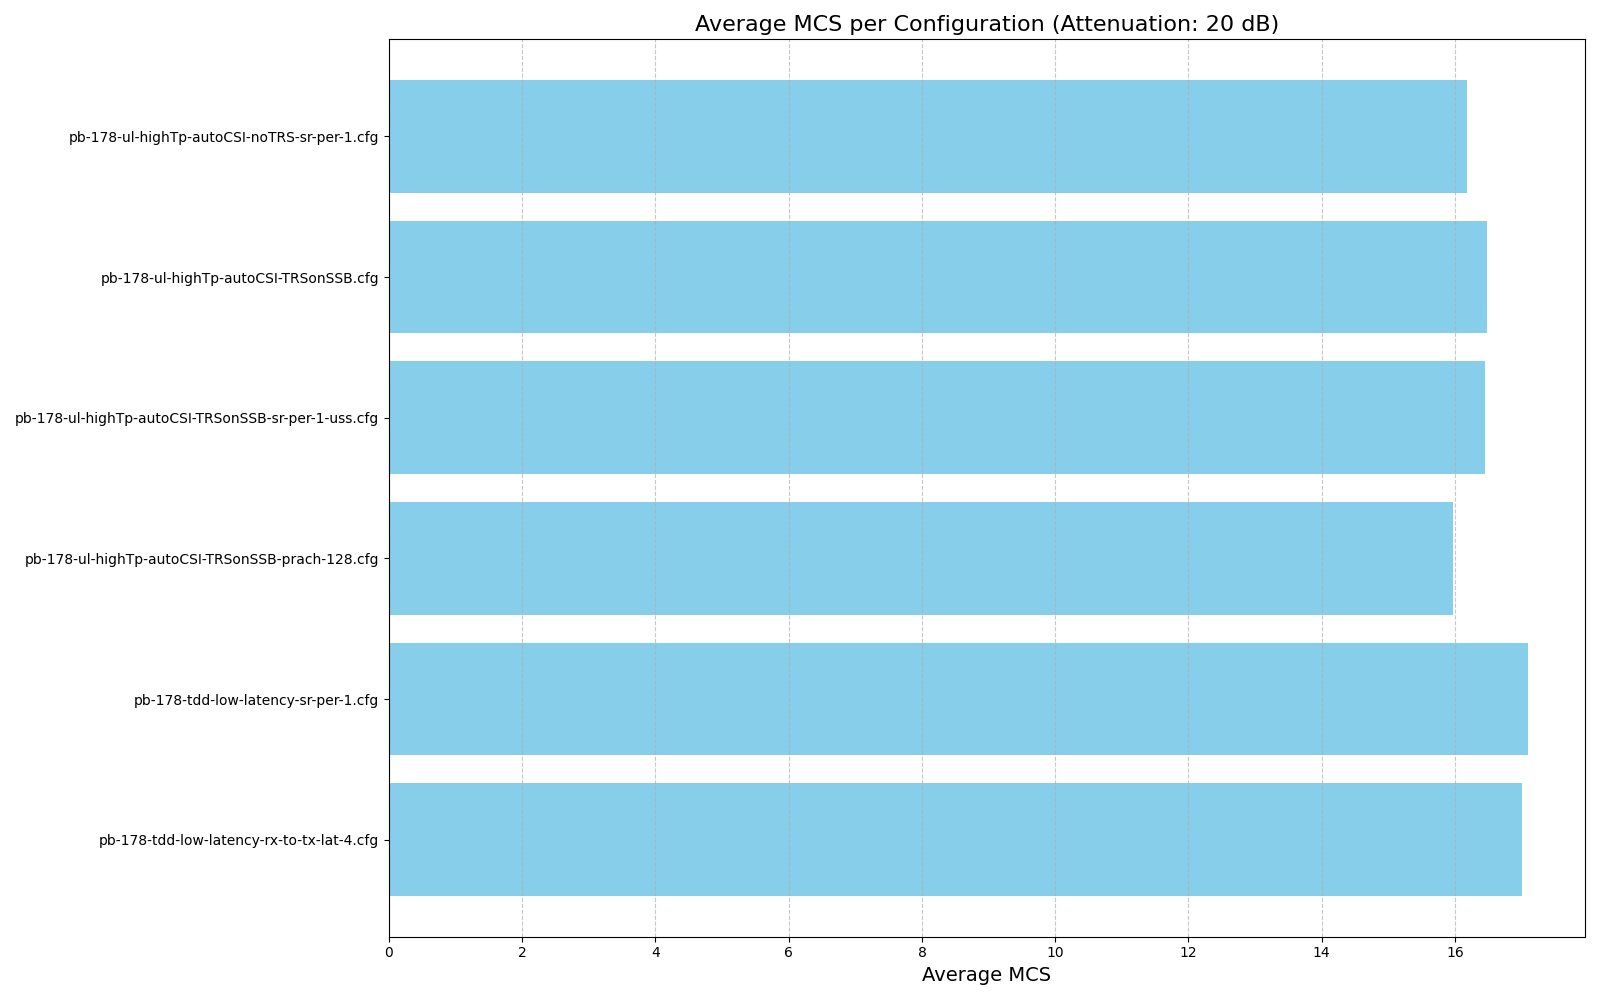 Average MCS per Configuration (Attenuation: 20 dB)
pb-178-ul-highTp-autoCSI-noTRS-sr-per-1.cfg
pb-178-ul-highTp-autoCSI-TRSonSSB.cfg
pb-178-ul-highTp-autoCSI-TRSonSSB-sr-per-1-uss.cfg
pb-178-ul-highTp-autoCSI-TRSonSSB-prach-128.cfg
pb-178-tdd-low-latency-sr-per-1.cfg
pb-178-tdd-low-latency-rx-to-tx-lat-4.cfg
0 2 4 6 8 10 12 14 16
Average MCS